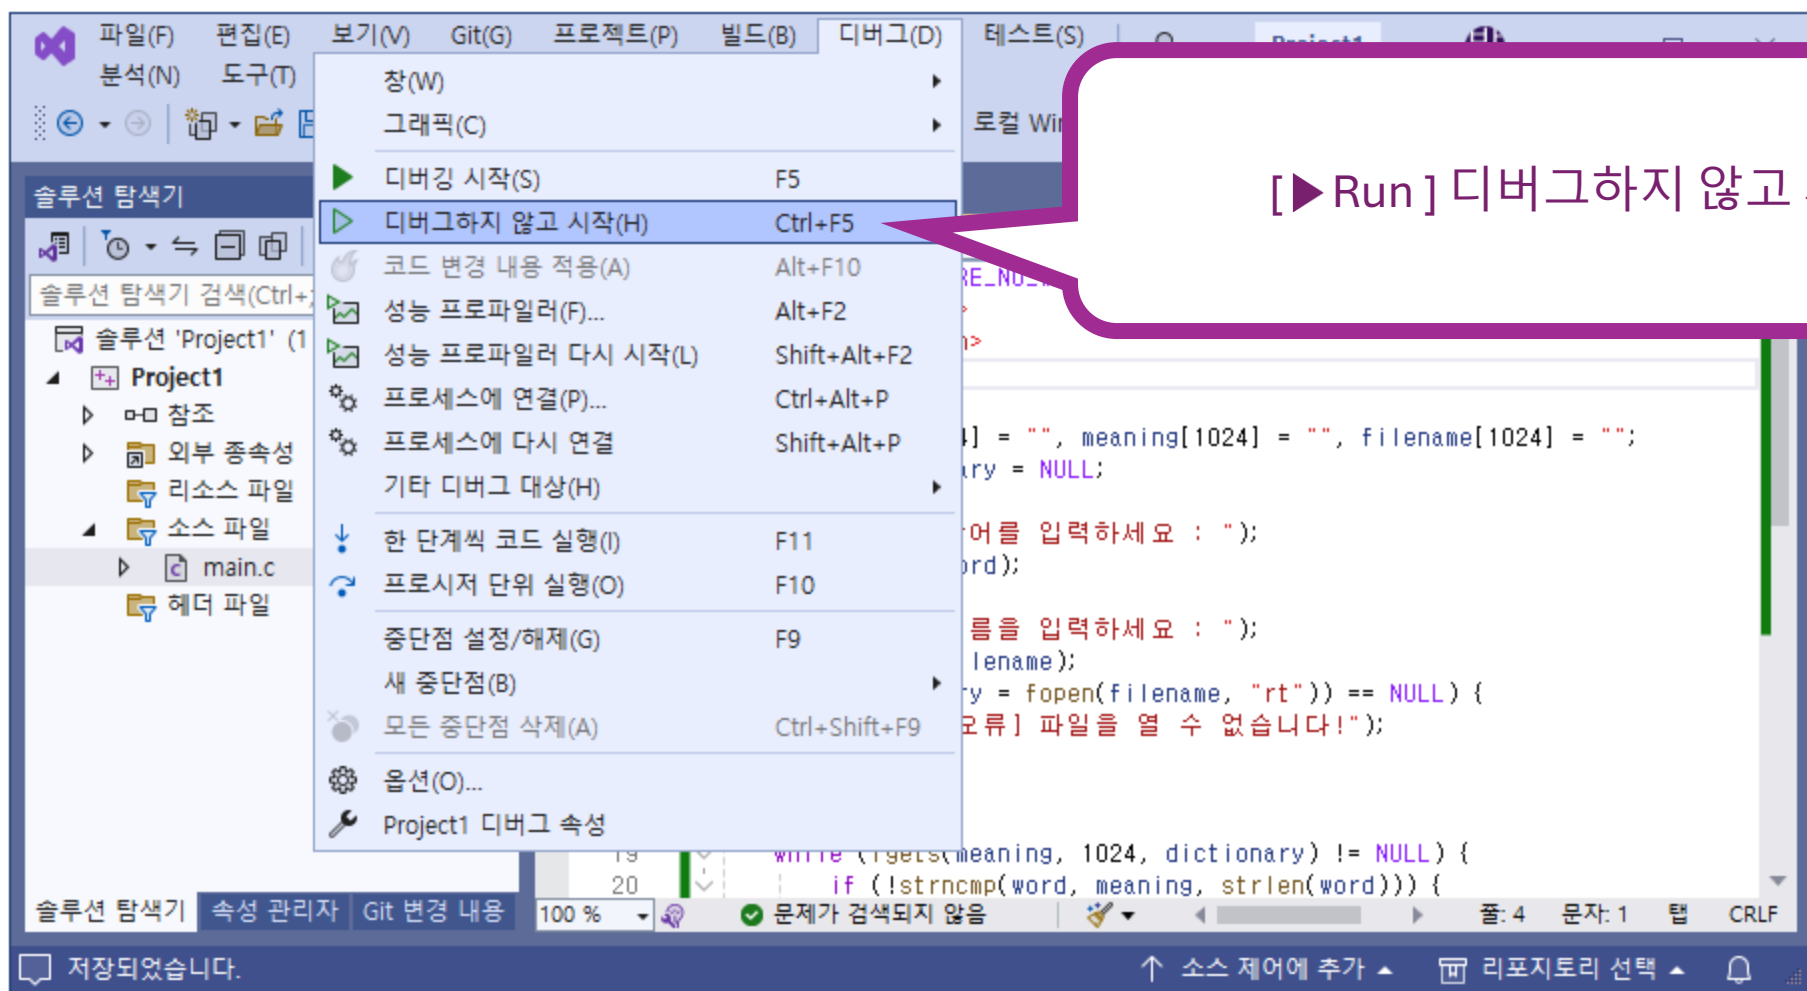 파일(F) 편집(E) 보기(V) Git(G) 프로젝트(P) 빌드(B) 디버그(D) 테스트(S)
분석(N) 도구(T)
로컬
창(W)
그래픽(C)
디버깅 시작(S) F5
디버그하지 않고 시작(H) Ctrl+F5
코드 변경 내용 적용(A) Alt+F10
성능 프로파일러(F)... Alt+F2
성능 프로파일러 다시 시작(L) Shift+Alt+F2
프로세스에 연결(P)... Ctrl+Alt+P
프로세스에 다시 연결 Shift+Alt+P
기타 디버그 대상(H)
한 단계씩 코드 실행(I) F11
프로시저 단위 실행(O) F10
중단점 설정/해제(G) F9
새 중단점(B)
모든 중단점 삭제(A) Ctrl+Shift+F9
옵션(O)...
Project1 디버그 속성
[▶Run ] 디버그하지 않고
솔루션 탐색기
솔루션 탐색기 검색(Ctrl+;
솔루션 'Project1' (1
Project1
참조
외부 종속성
리소스 파일
소스 파일
main.c
헤더 파일
] = "", meaning[1024] = "", filename[1024] = "";
= NULL;
어를 입력하세요 : ");
);
름을 입력하세요 : ");
lename);
= fopen(filename, "rt")) == NULL) {
오류] 파일을 열 수 없습니다!");
19 while (fgets(meaning, 1024, dictionary) != NULL) {
20 if (!strncmp(word, meaning, strlen(word))) {
솔루션 탐색기 속성 관리자 Git 변경 내용
100 % 문제가 검색되지 않음 줄: 4 문자: 1 탭 CRLF
저장되었습니다. 소스 제어에 추가 리포지토리 선택